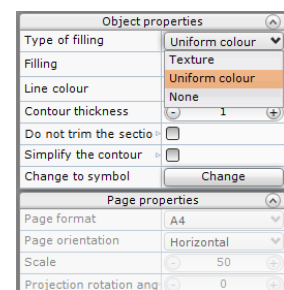 Object properties
Type of filling Uniform colour
Filling Texture
Uniform colour
Line colour None
Contour thickness 1
Do not trim the sectio
Simplify the contour
Change to symbol Change
Page properties
Page format A4
Page orientation Horizontal
Scale 50
Projection rotation ang 0